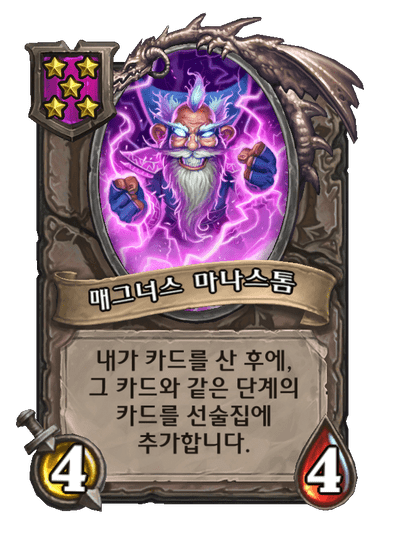 매그너스 마나스톰
내가 카드를 산 후에,
그 카드와 같은 단계의
카드를 선술집에
추가합니다.
4
4